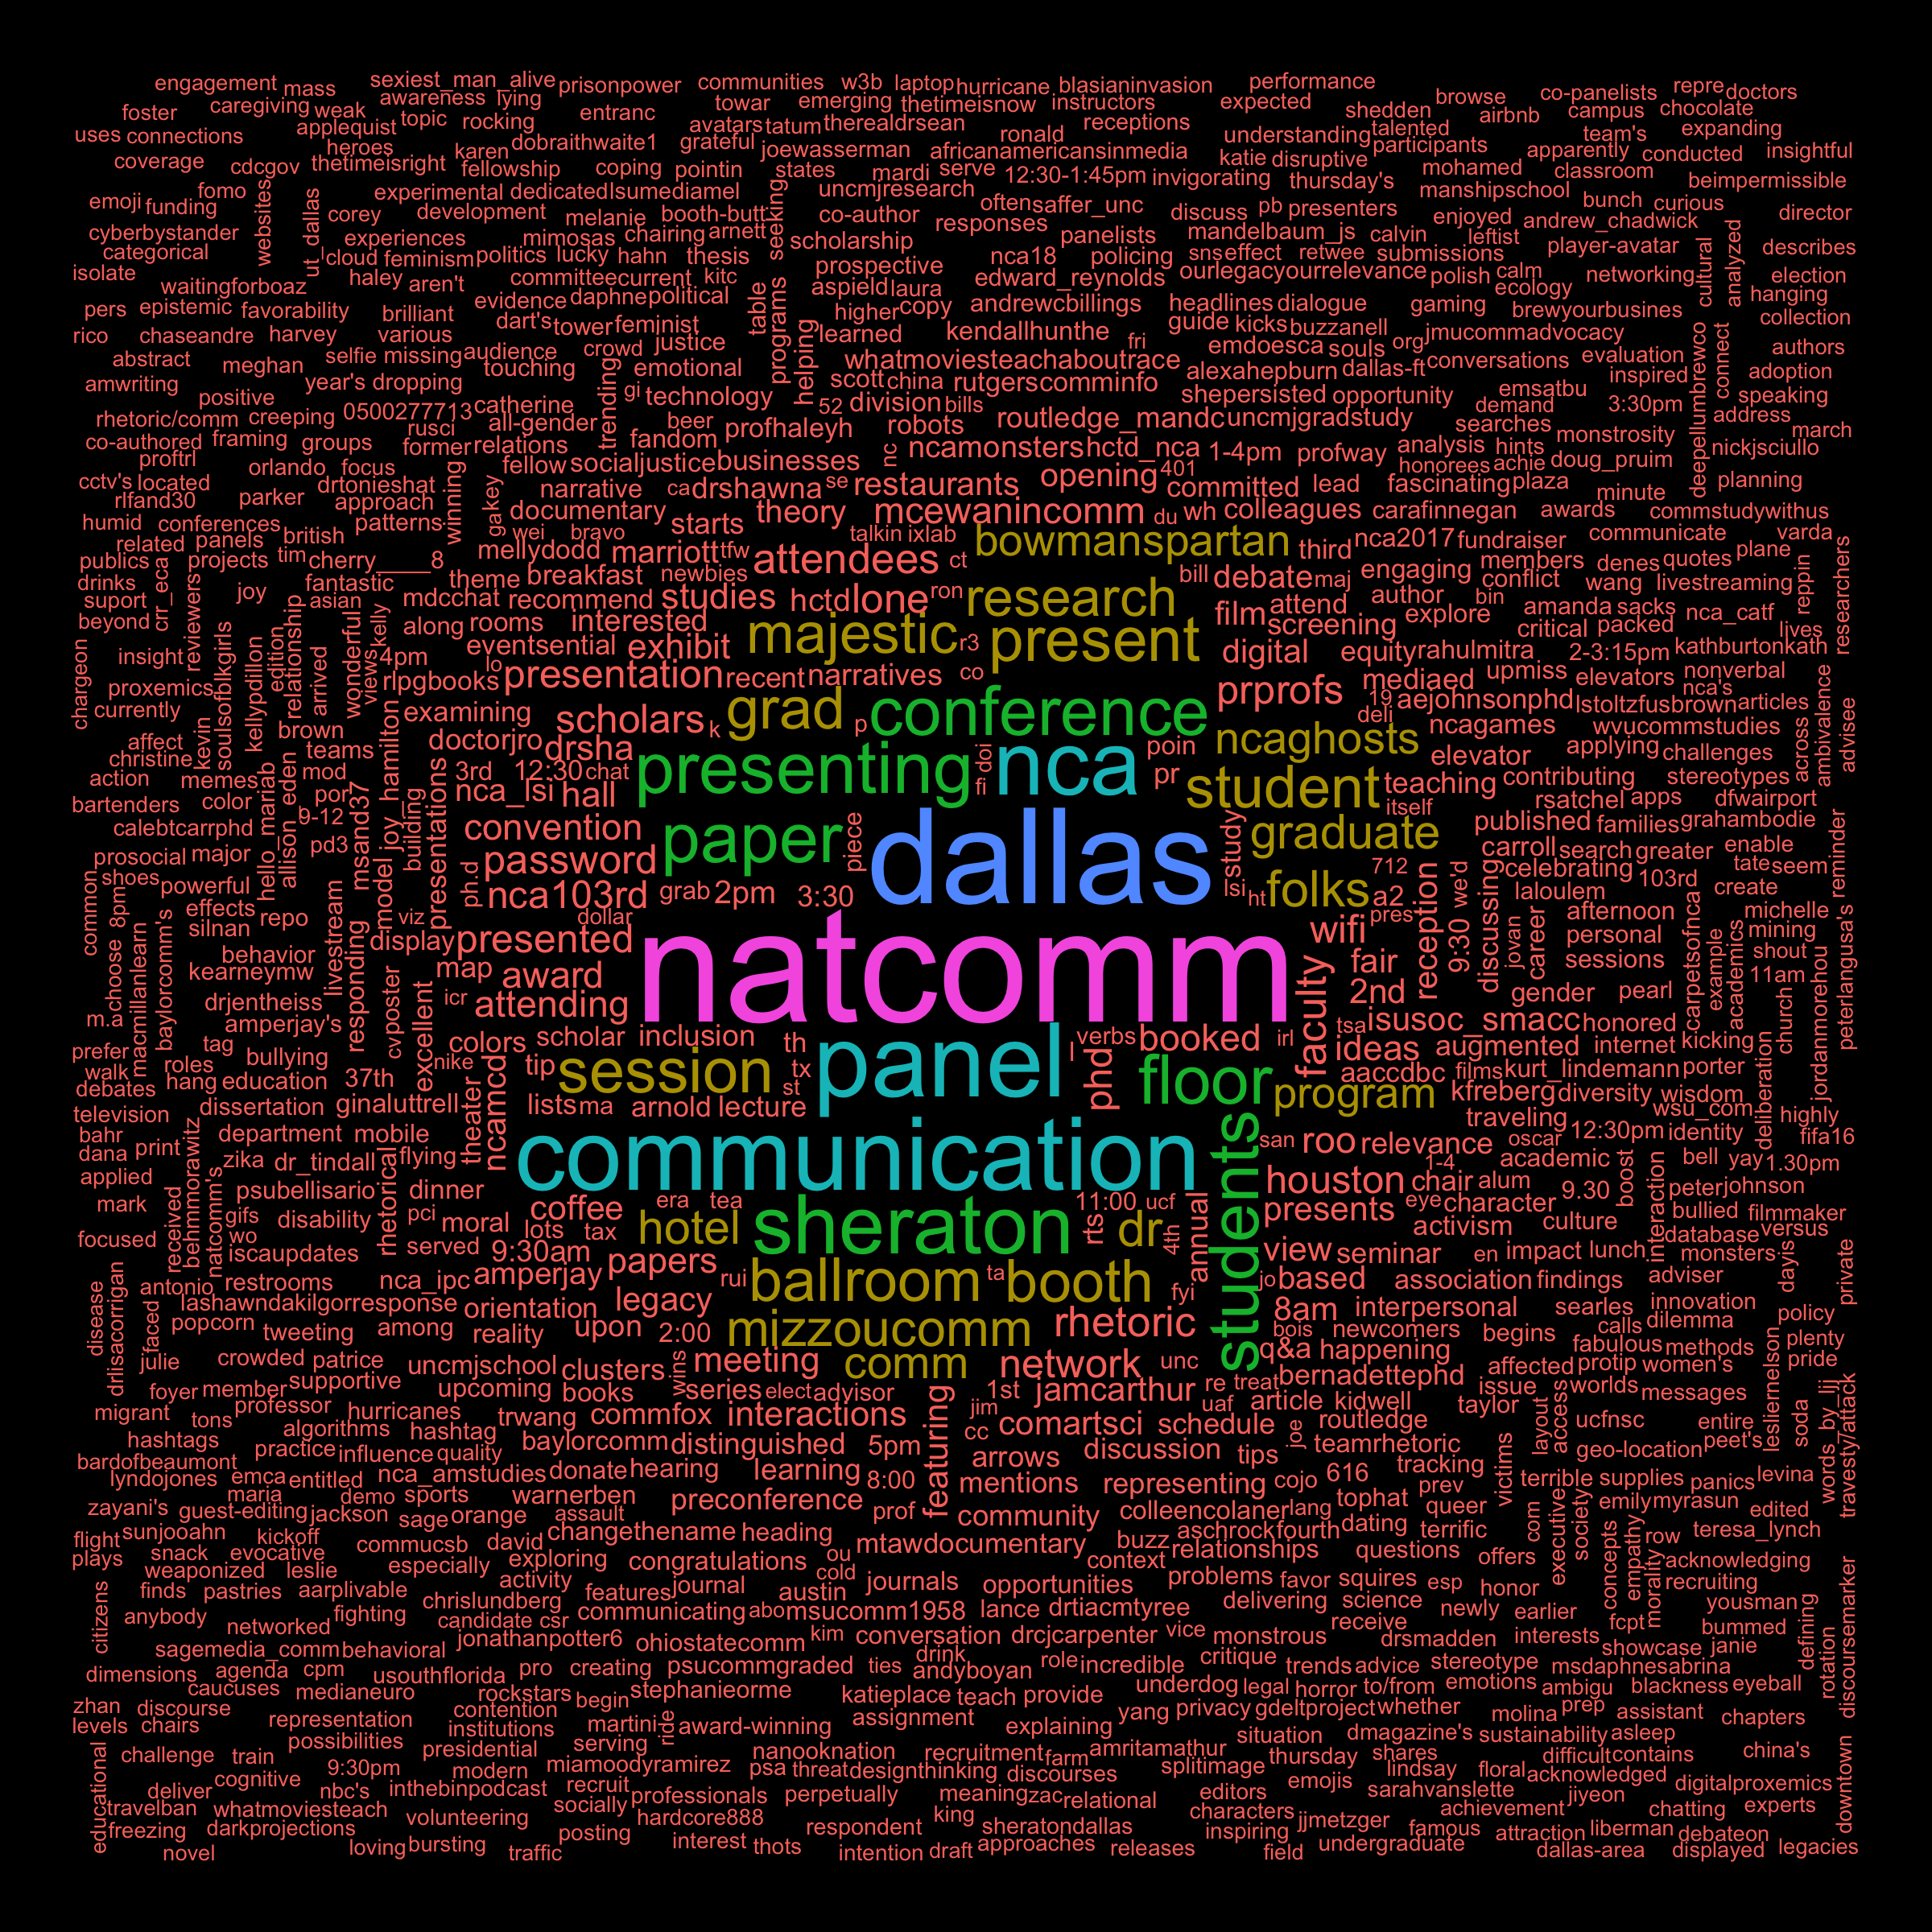 engagement mass sexiest_man_alive prisonpower communities w3b laptop hurricane blasianinvasion performance
foster caregiving weak awareness lying entranc towar emerging thetimeisnow instructors expected shedden browse airbnb co-panelists campus repre doctors chocolate
uses connections applequist topic rocking avatars tatum therealdrsean ronald receptions understanding talented team's expanding
coverage heroes karen dobraithwaite1 grateful joewasserman africanamericansinmedia katie disruptive participants apparently conducted insightful
cdcgov thetimeisright fellowship coping pointin states mardi serve 12:30-1:45pm invigorating thursday's mohamed classroom beimpermissible
emoji funding fomo websites ut_dallas experimental dedicated lsumediamel seeking uncmjresearch often saffer_unc discuss pb presenters manshipschool bunch curious director
cyberbystander corey development melanie booth-butt co-author responses panelists mandelbaum_js calvin enjoyed andrew_chadwick
categorical experiences mimosas chairing arnett scholarship nca18 policing sns effect retwee leftist submissions player-avatar cultural analyzed describes
isolate cloud feminism politics lucky hahn thesis prospective edward_reynolds ourlegacyyourrelevance polish calm networking election
waitingforboaz haley aren't committee current kitc table aspield laura ecology hanging
pers epistemic favorability brilliant evidence daphne political programs higher copy andrewcbillings headlines dialogue gaming brewyourbusines collection
rico chaseandre harvey various dart's tower feminist justice helping learned kendallhunthe fri guide kicks buzzanell org jmucommadvocacy
abstract meghan selfie missing audience crowd emotional whatmoviesteachaboutrace emdoesca souls conversations evaluation connect authors
amwriting year's dropping touching trending gi technology scott china rutgerscomminfo alexahepburn dallas-ft emsatbu inspired adoption
positive 0500277713 catherine 52 division bills shepersisted opportunity demand 3:30pm deepellumbrewco speaking
rhetoric/comm creeping rusci all-gender beer profhaleyh robots routledge_mandc uncmjgradstudy searches address
co-authored framing groups former relations fandom nc ncamonsters hctd_nca 1-4pm profway analysis hints monstrosity march
proftrl orlando focus fellow socialjustice businesses 401 honorees achie doug_pruim nickjsciullo
cctv's located drtonieshat winning gakey narrative ca drshawna se restaurants opening committed lead fascinating plaza planning
rlfand30 parker approach documentary starts theory mcewanincomm du wh colleagues carafinnegan awards minute commstudywithus
humid conferences patterns wei bravo talkin ixlab bowmanspartan third nca2017 fundraiser communicate varda
related panels british mellydodd marriott tfw attendees ct members denes quotes plane
publics projects tim cherry____8 theme breakfast newbies bill debate maj engaging conflict wang livestreaming researchers
drinks crr_eca reviewers fantastic mdcchat recommend studies hctd lone ron research film attend author bin amanda sacks nca_catf reppin
suport joy asian along rooms interested majestic r3 present screening explore critical packed lives
beyond relationship kelly eventsential exhibit digital equity rahulmitra 2-3:15pm kathburtonkath
chargeon insight soulsofblkgirls edition arrived wonderful views 4pm lo presentation recent narratives co mediaed upmiss elevators nonverbal
proxemics kellypdillon rlpgbooks prprofs 19 aejohnsonphd lstoltzfusbrown nca's articles
currently kevin brown hamilton examining scholars k grad p conference deli ncagames wvucommstudies across ambivalence advisee
affect teams doctorjro drsha doi ncaghosts poin elevator applying challenges
christine memes hello_mariab allison_eden mod joy presentations 3rd 12:30 chat presenting fi nca pr student teaching contributing stereotypes
action color por msand37 building nca_lsi hall itself rsatchel apps dfwairport
bartenders 9-12 model convention paper piece dallas study graduate published families grahambodie
calebtcarrphd pd3 password carroll search greater enable reminder
prosocial major ph.d nca103rd grab 2pm 3:30 lsi ht folks 712 a2 we'd celebrating 103rd tate seem
common shoes powerful viz dollar pres reception laloulem create
8pm choose baylorcomm's effects repo livestream display presented natcomm wifi 9:30 discussing career afternoon michelle
silnan responding map award fair jovan personal carpetsofnca example academics mining
macmillanlearn behavior cvposter excellent attending faculty 2nd sessions shout peterlangusa's
kearneymw icr gender pearl 11am
m.a drjentheiss amperjay's colors scholar inclusion th l verbs booked irl tsa isusoc_smacc honored church jordanmorehou
prefer tag bullying nike tip session tx panel ideas augmented internet kicking
walk roles hang education 37th ncamcd st phd floor aaccdbc films kurt_lindemann porter deliberation
debates dissertation ginaluttrell theater lists ma arnold lecture program kfreberg diversity wisdom
television department mobile traveling wsu_com highly
bahr print behmmorawitz zika flying communication students san roo relevance oscar 12:30pm identity fifa16
dana dr_tindall 1-4 academic boost bell yay 1.30pm
applied received natcomm's psubellisario rhetorical dinner era tea 11:00 ucf houston chair alum interaction peterjohnson
mark gifs disability pci moral coffee annual presents eye character 9.30 bullied filmmaker
focused wo served lots tax hotel sheraton rts dr 4th activism culture database versus
iscaupdates 9:30am papers view seminar en impact lunch monsters dayis private
disease antonio restrooms nca_ipc amperjay rui ballroom ta booth fyi jo based association findings adviser
drlisacorrigan faced lashawndakilgor response orientation legacy 8am interpersonal searles innovation policy
popcorn tweeting among reality upon 2:00 mizzoucomm rhetoric bois newcomers begins calls dilemma plenty
julie crowded patrice uncmjschool clusters wins meeting comm network unc q&a happening fabulous methods pride
foyer member supportive upcoming books series elect advisor 1st jamcarthur re treat bernadettephd affected protip women's
migrant professor hurricanes trwang commfox interactions featuring jim uaf article kidwell issue worlds messages by_ljj
tons algorithms hashtag cc comartsci schedule joe routledge taylor access ucfnsc entire lesliernelson soda travesty/attack
hashtags practice influence quality baylorcomm distinguished 5pm arrows discussion tips teamrhetoric victims layout geo-location peet's words
bardofbeaumont emca entitled nca_amstudies donate hearing learning 8:00 mentions representing cojo 616 tracking terrible supplies panics levina
lyndojones maria demo sports warnerben preconference prof community colleencolaner lang tophat prev queer executive emilymyrasun edited
zayani's guest-editing jackson sage orange assault changethename heading aschrock fourth dating terrific com society row teresa_lynch
flight sunjooahn kickoff commucsb david ou mtawdocumentary buzz relationships questions offers concepts empathy acknowledging
plays snack evocative especially exploring congratulations cold context problems favor squires esp honor morality recruiting discoursemarker
weaponized leslie activity features journal austin journals opportunities yousman
citizens finds pastries aarplivable chrislundberg communicating abo msucomm1958 lance drtiacmtyree delivering science newly earlier fcpt bummed defining
anybody fighting candidate csr receive
networked jonathanpotter6 ohiostatecomm kim conversation drcjcarpenter vice monstrous drsmadden interests showcase janie rotation
sagemedia_comm behavioral drink critique
dimensions agenda cpm usouthflorida pro creating psucommgraded ties andyboyan role incredible trends advice stereotype msdaphnesabrina
caucuses medianeuro rockstars begin stephanieorme katieplace teach provide underdog legal horror to/from emotions ambigu blackness eyeball
zhan discourse contention ride yang privacy gdeltproject whether molina prep assistant chapters
levels chairs representation institutions martini award-winning assignment explaining situation dmagazine's sustainability asleep
possibilities presidential serving nanooknation recruitment farm amritamathur thursday shares difficult contains china's downtown
educational challenge train 9:30pm modern miamoodyramirez psa threat designthinking discourses splitimage lindsay floral acknowledged
deliver cognitive nbc's inthebinpodcast recruit professionals perpetually meaning zac relational editors emojis sarahvanslette jiyeon digitalproxemics
travelban whatmoviesteach volunteering socially hardcore888 king characters jjmetzger achievement chatting experts
freezing darkprojections posting respondent sheratondallas inspiring famous attraction liberman debateon
novel loving bursting traffic interest thots intention draft approaches releases field undergraduate dallas-area displayed legacies